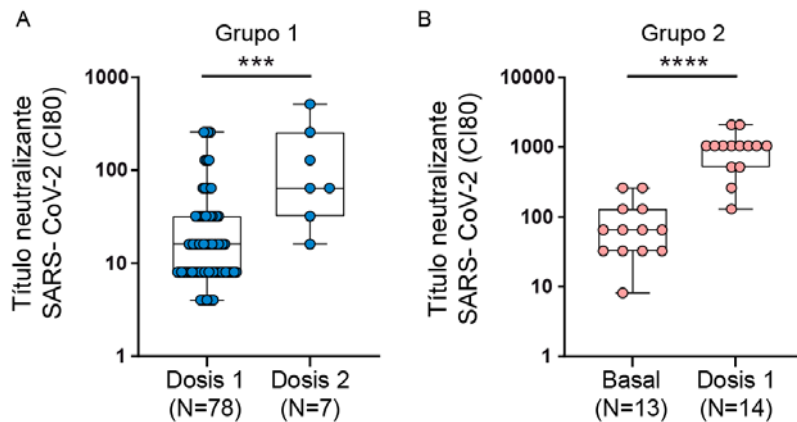 A
Grupo 1
***
Título neutralizante
SARS- CoV-2 (CI80)
1000
100
10
1
Dosis 1
(N=78)
Dosis 2
(N=7)
B
Grupo 2
****
Título neutralizante
SARS- CoV-2 (CI80)
10000
1000
100
10
1
Basal
(N=13)
Dosis 1
(N=14)